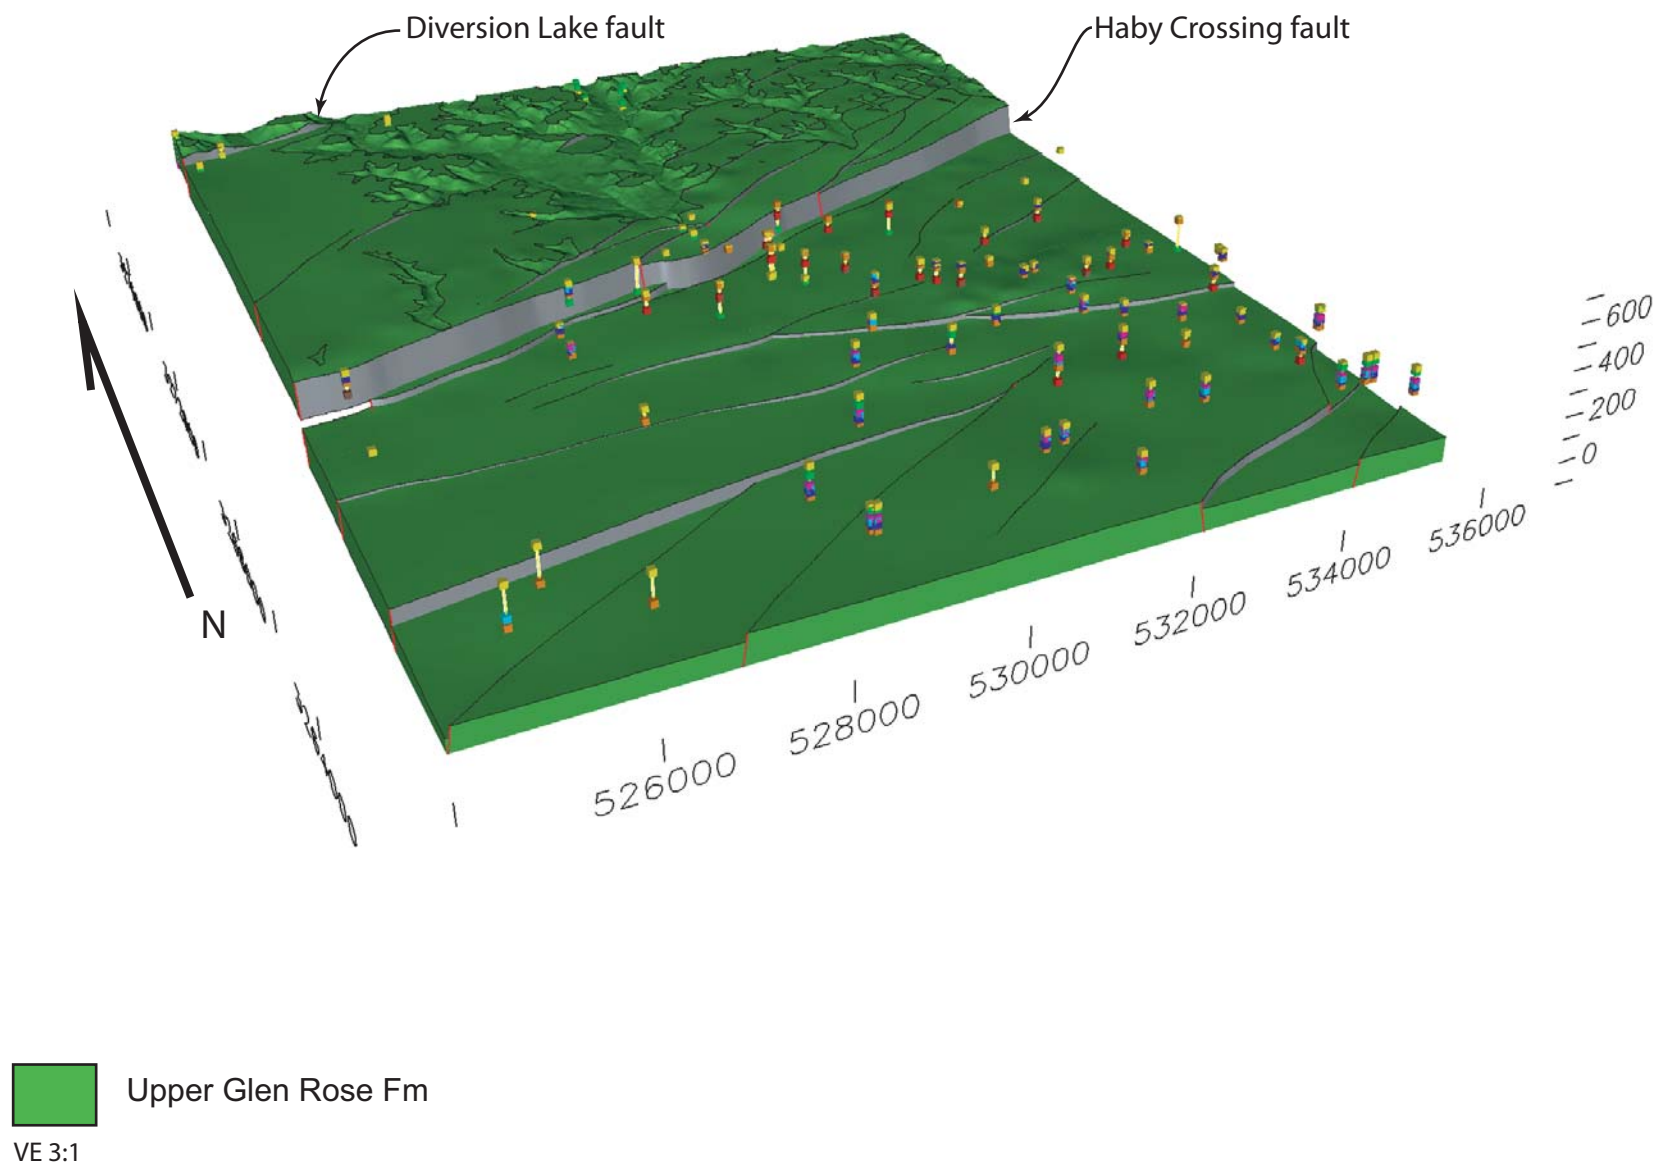 Diversion Lake fault
Haby Crossing fault
600
400
200
0
536000
534000
532000
530000
528000
526000
N
Upper Glen Rose Fm
VE 3:1